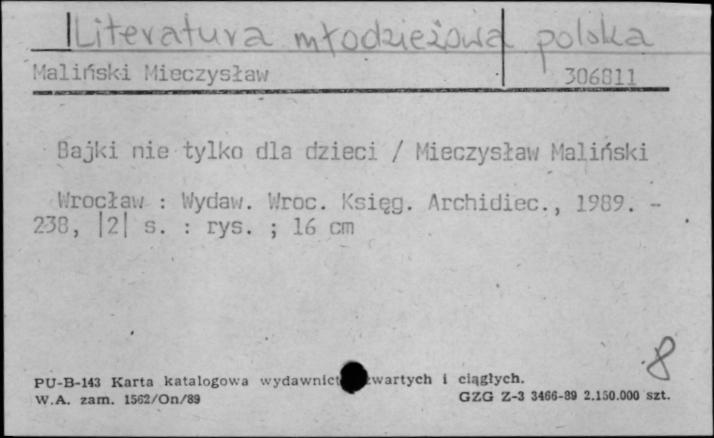 Literatura młodzieżowa polska
Maliński Mieczysław 306811
Bajki nie tylko dla dzieci / Mieczysław Maliński
Wrocław : Wydaw. Wroc. Księg. Archidiec., 1989. -
238, |2| s. : rys. ; 16 cm
8
PU-B-143 Karta katalogowa wydawnict zwartych i ciągłych.
W.A. zam. 1562/On/89 GZG Z-3 3466-89 2.150.000 szt.